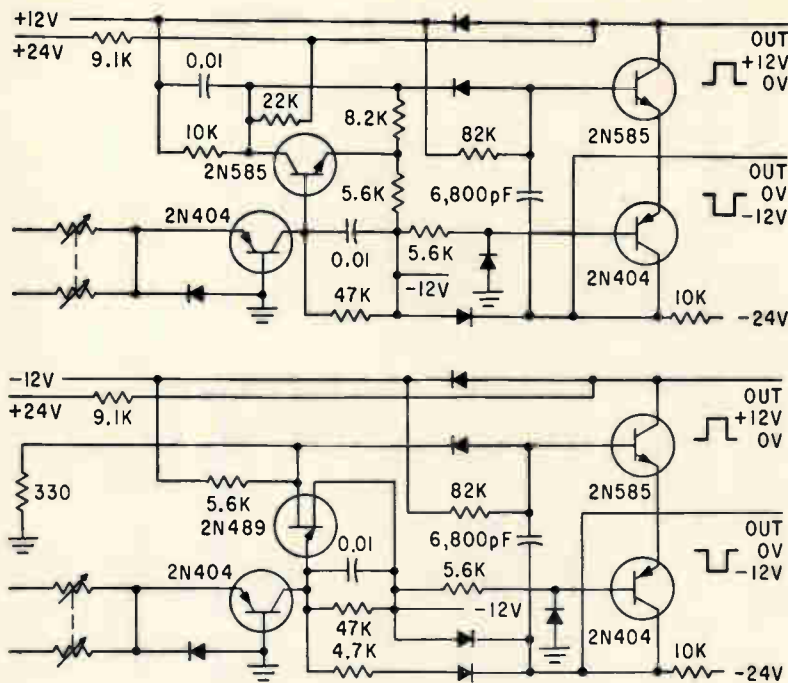 +12V
OUT
+24V
9.1K
+12V
0V
0.01
22K
8.2K
2N585
10K
82K
2N585
OUT
5.6K
6,800pF
0V
-12V
2N404
0.01
5.6K
2N404
-12V
47K
10K
-24V
-12V
OUT
+24V
9.1K
+12V
0V
330
5.6K
82K
2N585
2N489
OUT
6,800pF
0V
0.01
-12V
2N404
5.6K
-12V
47K
2N404
4.7K
10K
-24V